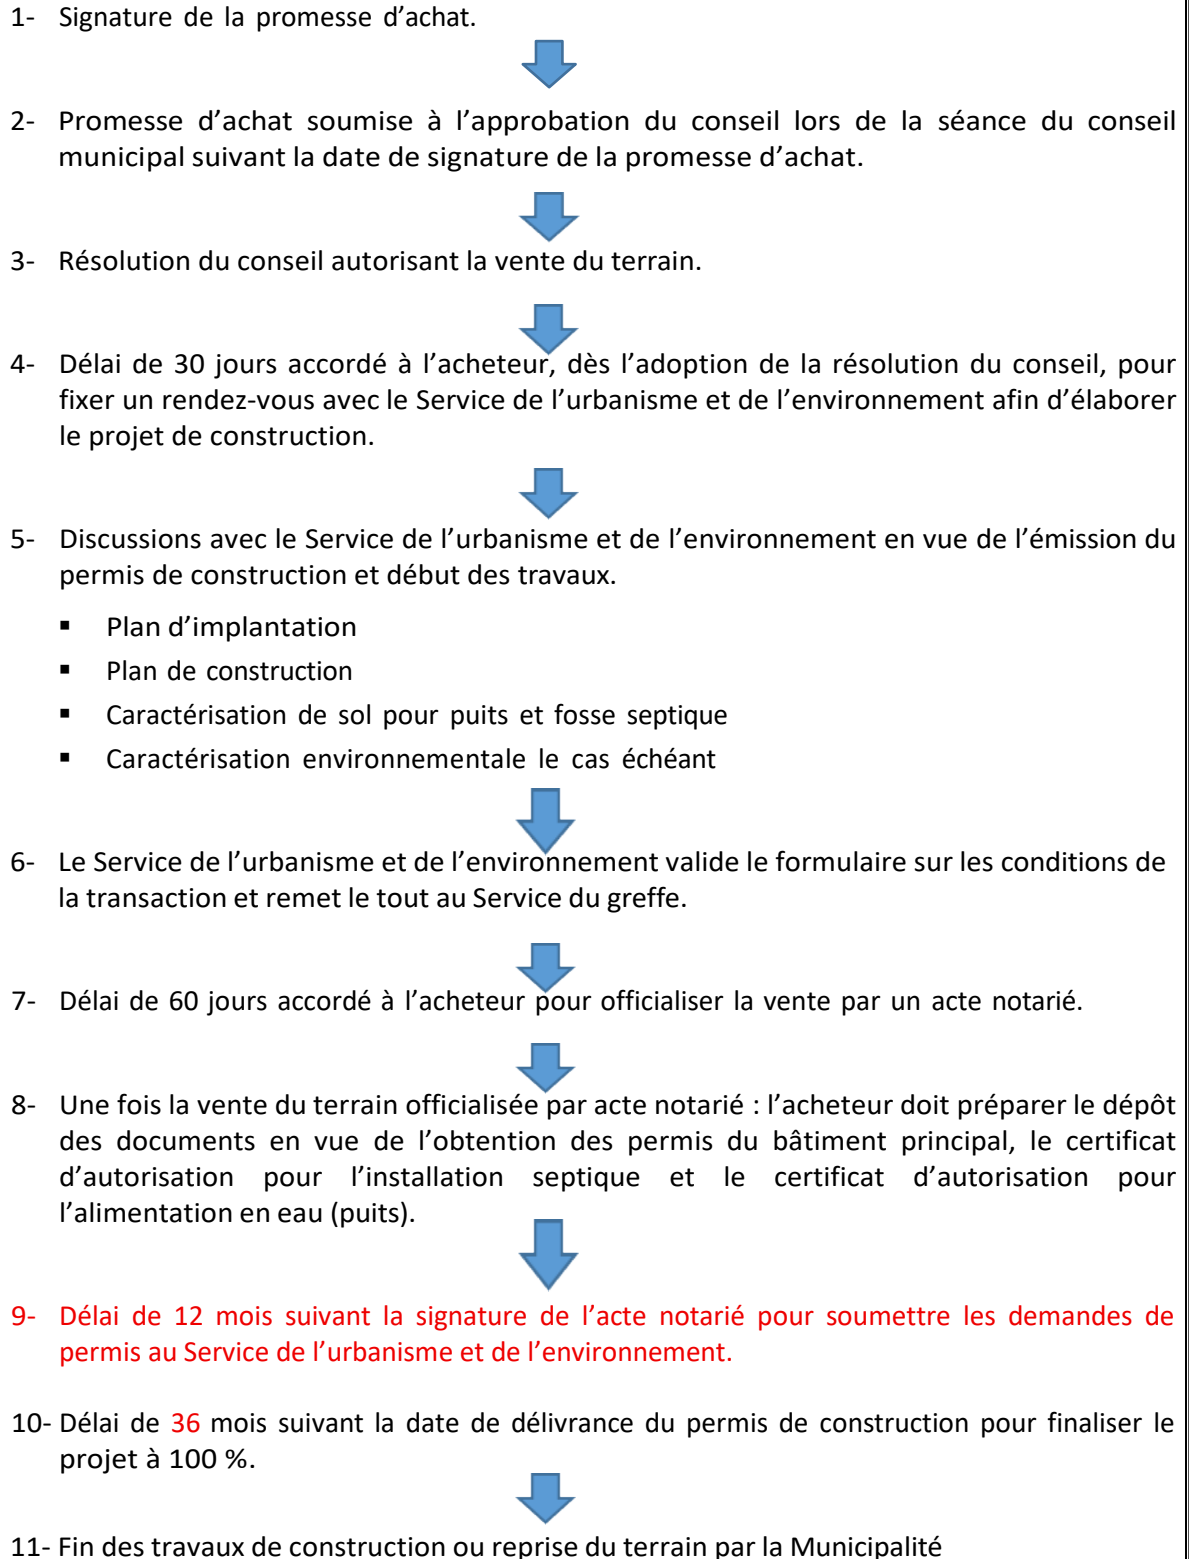 1- Signature de la promesse d’achat.
2- Promesse d’achat soumise à l’approbation du conseil lors de la séance du conseil
municipal suivant la date de signature de la promesse d’achat.
3- Résolution du conseil autorisant la vente du terrain.
4- Délai de 30 jours accordé à l’acheteur, dès l’adoption de la résolution du conseil, pour
fixer un rendez-vous avec le Service de l’urbanisme et de l’environnement afin d’élaborer
le projet de construction.
5- Discussions avec le Service de l’urbanisme et de l’environnement en vue de l’émission du
permis de construction et début des travaux.
▪ Plan d’implantation
▪ Plan de construction
▪ Caractérisation de sol pour puits et fosse septique
▪ Caractérisation environnementale le cas échéant
6- Le Service de l’urbanisme et de l’environnement valide le formulaire sur les conditions de
la transaction et remet le tout au Service du greffe.
7- Délai de 60 jours accordé à l’acheteur pour officialiser la vente par un acte notarié.
8- Une fois la vente du terrain officialisée par acte notarié : l’acheteur doit préparer le dépôt
des documents en vue de l’obtention des permis du bâtiment principal, le certificat
d’autorisation pour l’installation septique et le certificat d’autorisation pour
l’alimentation en eau (puits).
9- Délai de 12 mois suivant la signature de l’acte notarié pour soumettre les demandes de
permis au Service de l’urbanisme et de l’environnement.
10- Délai de 36 mois suivant la date de délivrance du permis de construction pour finaliser le
projet à 100 %.
11- Fin des travaux de construction ou reprise du terrain par la Municipalité